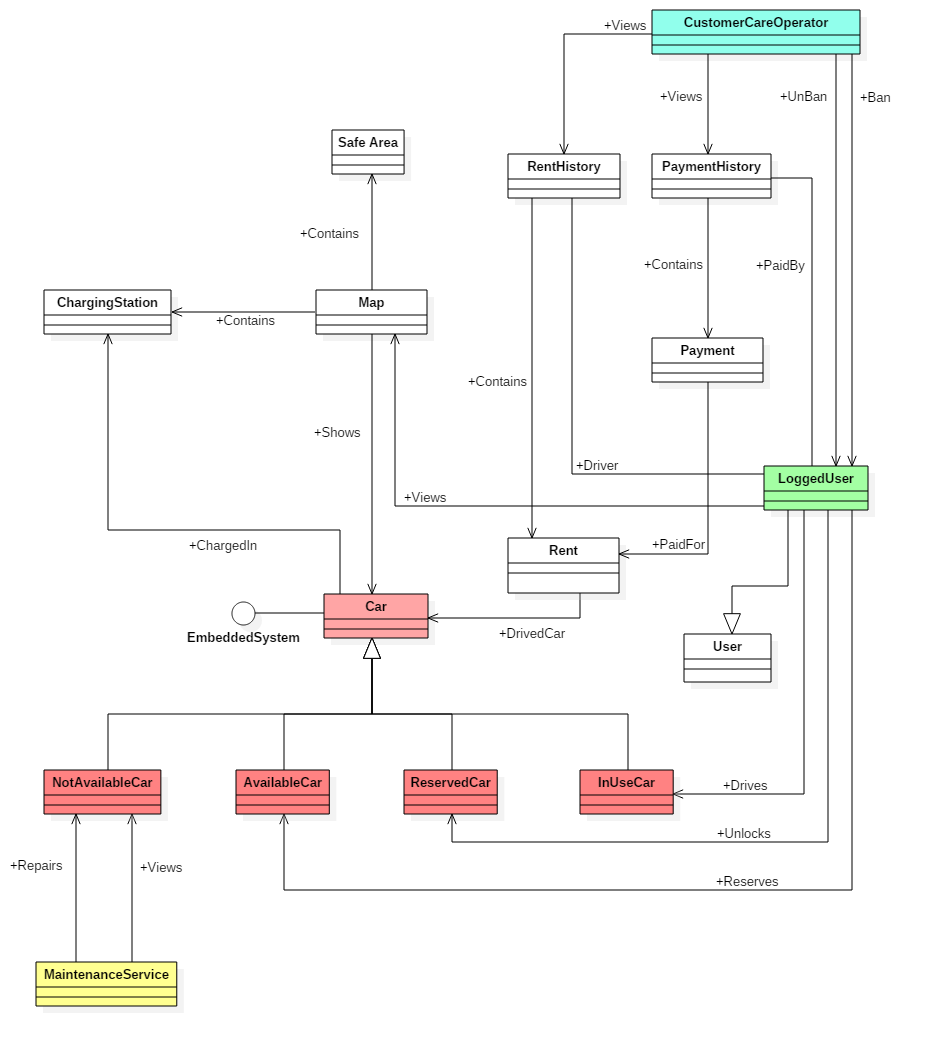 CustomerCareOperator
+Views
+Views
+UnBan
+Ban
Safe Area
RentHistory
PaymentHistory
+Contains
+Contains
+PaidBy
ChargingStation
Map
+Contains
Payment
+Contains
+Shows
+Driver
LoggedUser
+Views
+ChargedIn
Rent
+PaidFor
Car
EmbeddedSystem
+DrivedCar
User
NotAvailableCar
AvailableCar
ReservedCar
InUseCar
+Drives
+Unlocks
+Repairs
+Views
+Reserves
MaintenanceService